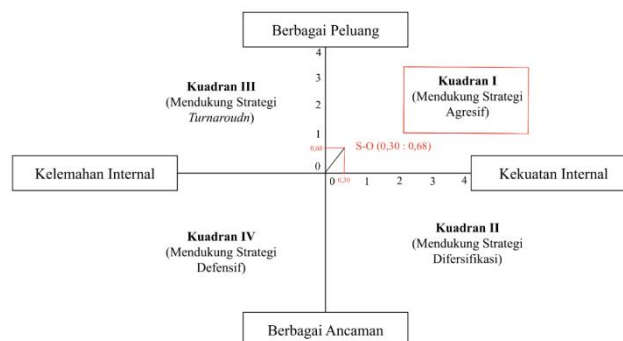 Berbagai Peluang
4
Kuadran III
(Mendukung Strategi
Turnaroudn)
3
2
1
0,68
0
Kuadran I
(Mendukung Strategi
Agresif)
S-O (0,30 : 0,68)
Kelemahan Internal
0
0,30
1
2
3
4
Kekuatan Internal
Kuadran IV
(Mendukung Strategi
Defensif)
Kuadran II
(Mendukung Strategi
Difersifikasi)
Berbagai Ancaman